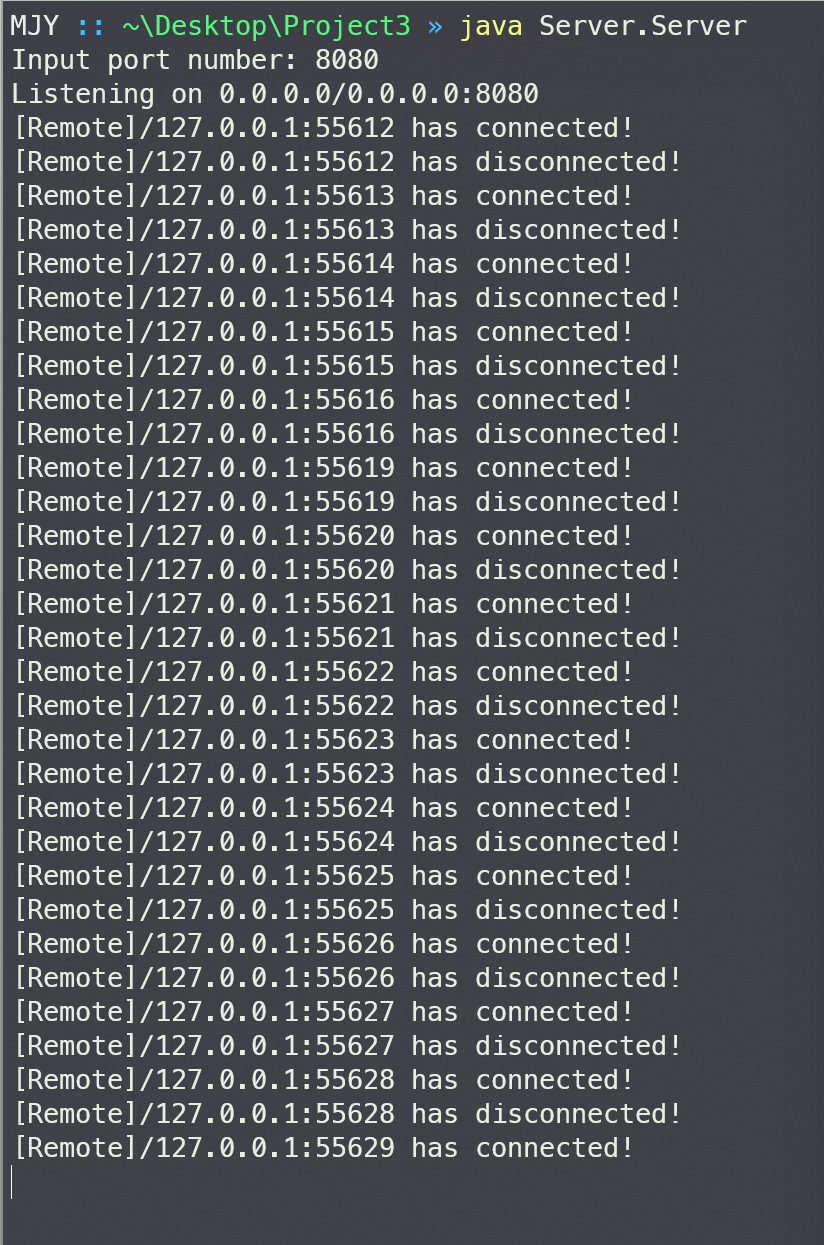 MJY :: ~\Desktop\Project3 » java Server.Server
Input port number: 8080
Listening on 0.0.0.0/0.0.0.0:8080
[Remote]/127.0.0.1:55612 has connected!
[Remote]/127.0.0.1:55612 has disconnected!
[Remote]/127.0.0.1:55613 has connected!
[Remote]/127.0.0.1:55613 has disconnected!
[Remote]/127.0.0.1:55614 has connected!
[Remote]/127.0.0.1:55614 has disconnected!
[Remote]/127.0.0.1:55615 has connected!
[Remote]/127.0.0.1:55615 has disconnected!
[Remote]/127.0.0.1:55616 has connected!
[Remote]/127.0.0.1:55616 has disconnected!
[Remote]/127.0.0.1:55619 has connected!
[Remote]/127.0.0.1:55619 has disconnected!
[Remote]/127.0.0.1:55620 has connected!
[Remote]/127.0.0.1:55620 has disconnected!
[Remote]/127.0.0.1:55621 has connected!
[Remote]/127.0.0.1:55621 has disconnected!
[Remote]/127.0.0.1:55622 has connected!
[Remote]/127.0.0.1:55622 has disconnected!
[Remote]/127.0.0.1:55623 has connected!
[Remote]/127.0.0.1:55623 has disconnected!
[Remote]/127.0.0.1:55624 has connected!
[Remote]/127.0.0.1:55624 has disconnected!
[Remote]/127.0.0.1:55625 has connected!
[Remote]/127.0.0.1:55625 has disconnected!
[Remote]/127.0.0.1:55626 has connected!
[Remote]/127.0.0.1:55626 has disconnected!
[Remote]/127.0.0.1:55627 has connected!
[Remote]/127.0.0.1:55627 has disconnected!
[Remote]/127.0.0.1:55628 has connected!
[Remote]/127.0.0.1:55628 has disconnected!
[Remote]/127.0.0.1:55629 has connected!